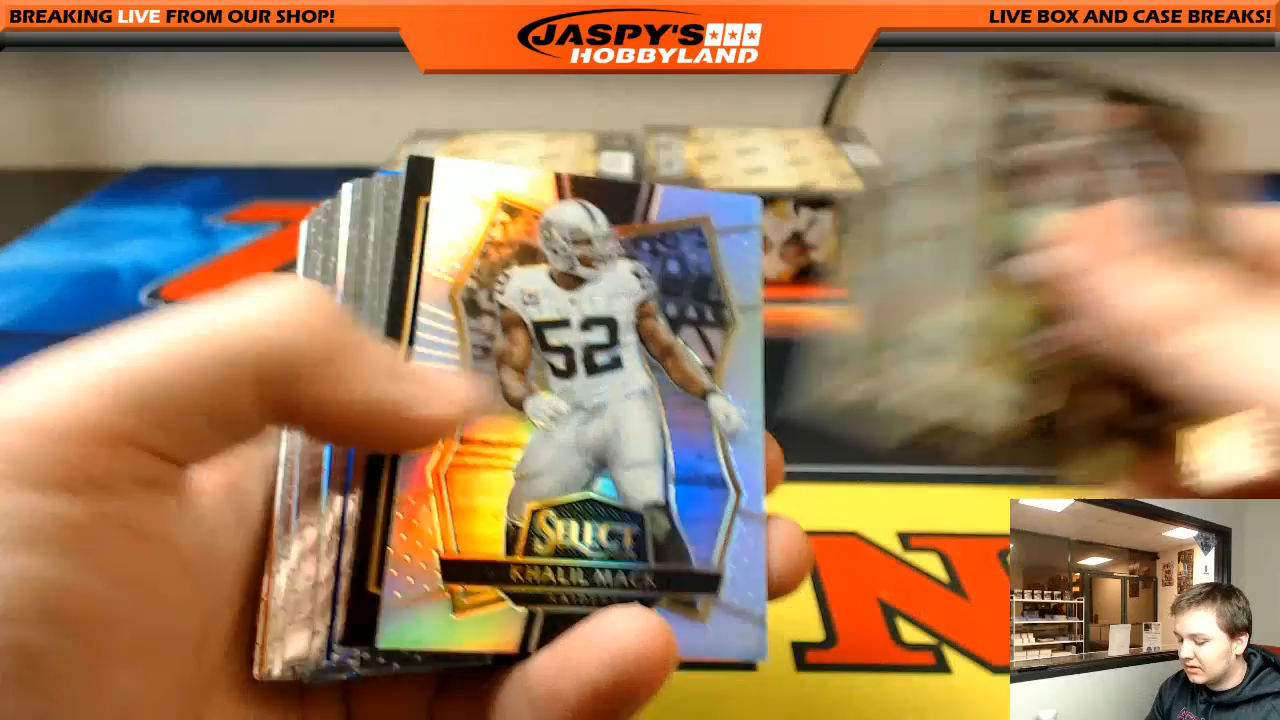 BREAKING LIVE FROM OUR SHOP!
JASPY'S
HOBBYLAND
LIVE BOX AND CASE BREAKS!
52
SELECT
KHALIL MACK
RAIDERS
N